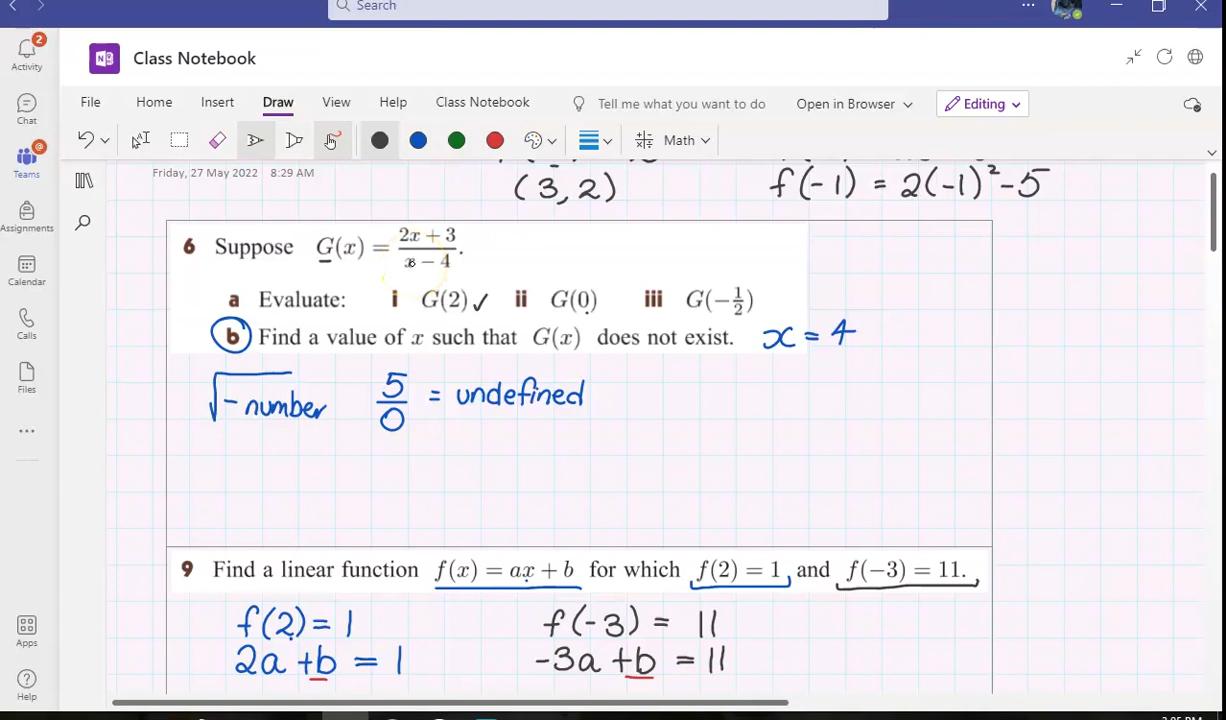 Search
Class Notebook
File Home Insert Draw View Help Class Notebook Tell me what you want to do Open in Browser Editing
Math
Activity
Chat
Teams
Assignments
Calendar
Calls
Files
Apps
Help
2
Friday, 27 May 2022 8:29 AM
(3, 2)
f(-1) = 2(-1)²-5
6 Suppose G(x) = (2x + 3)/(x - 4).
a Evaluate: i G(2) ✓ ii G(0) iii G(-1/2)
b Find a value of x such that G(x) does not exist. x = 4
√-number 5/0 = undefined
9 Find a linear function f(x) = ax + b for which f(2) = 1 and f(-3) = 11.
f(2) = 1 f(-3) = 11
2a + b = 1 -3a + b = 11